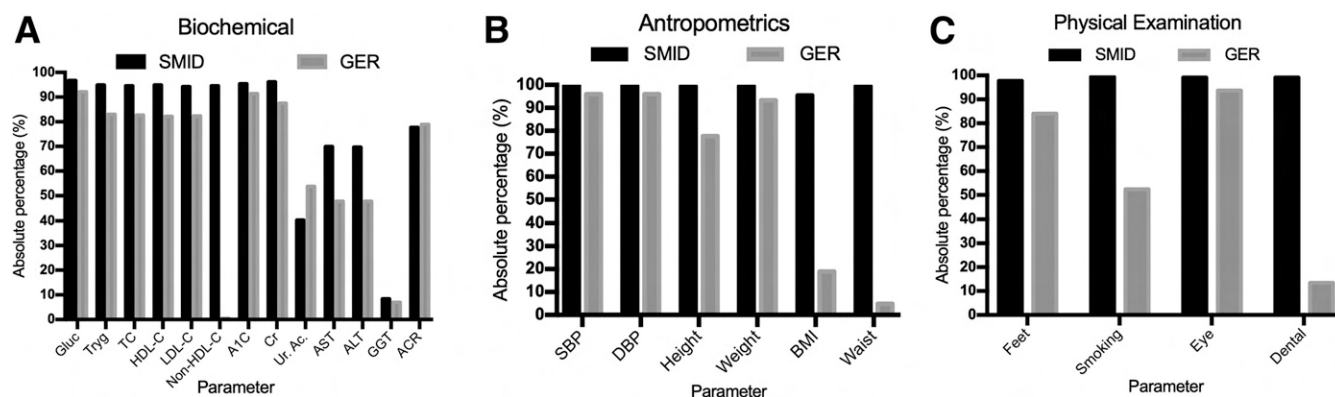 A
Biochemical
SMID GER
Absolute percentage (%)
100
90
80
70
60
50
40
30
20
10
0
Gluc
Tryg
TC
HDL-C
LDL-C
Non-HDL-C
A1C
Cr
Ur. Ac.
AST
ALT
GGT
ACR
Parameter
B
Antropometrics
SMID GER
Absolute percentage (%)
100
90
80
70
60
50
40
30
20
10
0
SBP
DBP
Height
Weight
BMI
Waist
Parameter
C
Physical Examination
SMID GER
Absolute percentage (%)
100
90
80
70
60
50
40
30
20
10
0
Feet
Smoking
Eye
Dental
Parameter